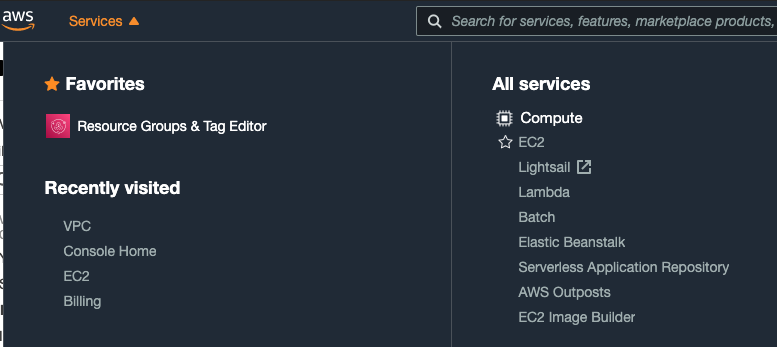 aws
Services
Search for services, features, marketplace products,
Favorites
Resource Groups & Tag Editor
Recently visited
VPC
Console Home
EC2
Billing
All services
Compute
EC2
Lightsail
Lambda
Batch
Elastic Beanstalk
Serverless Application Repository
AWS Outposts
EC2 Image Builder